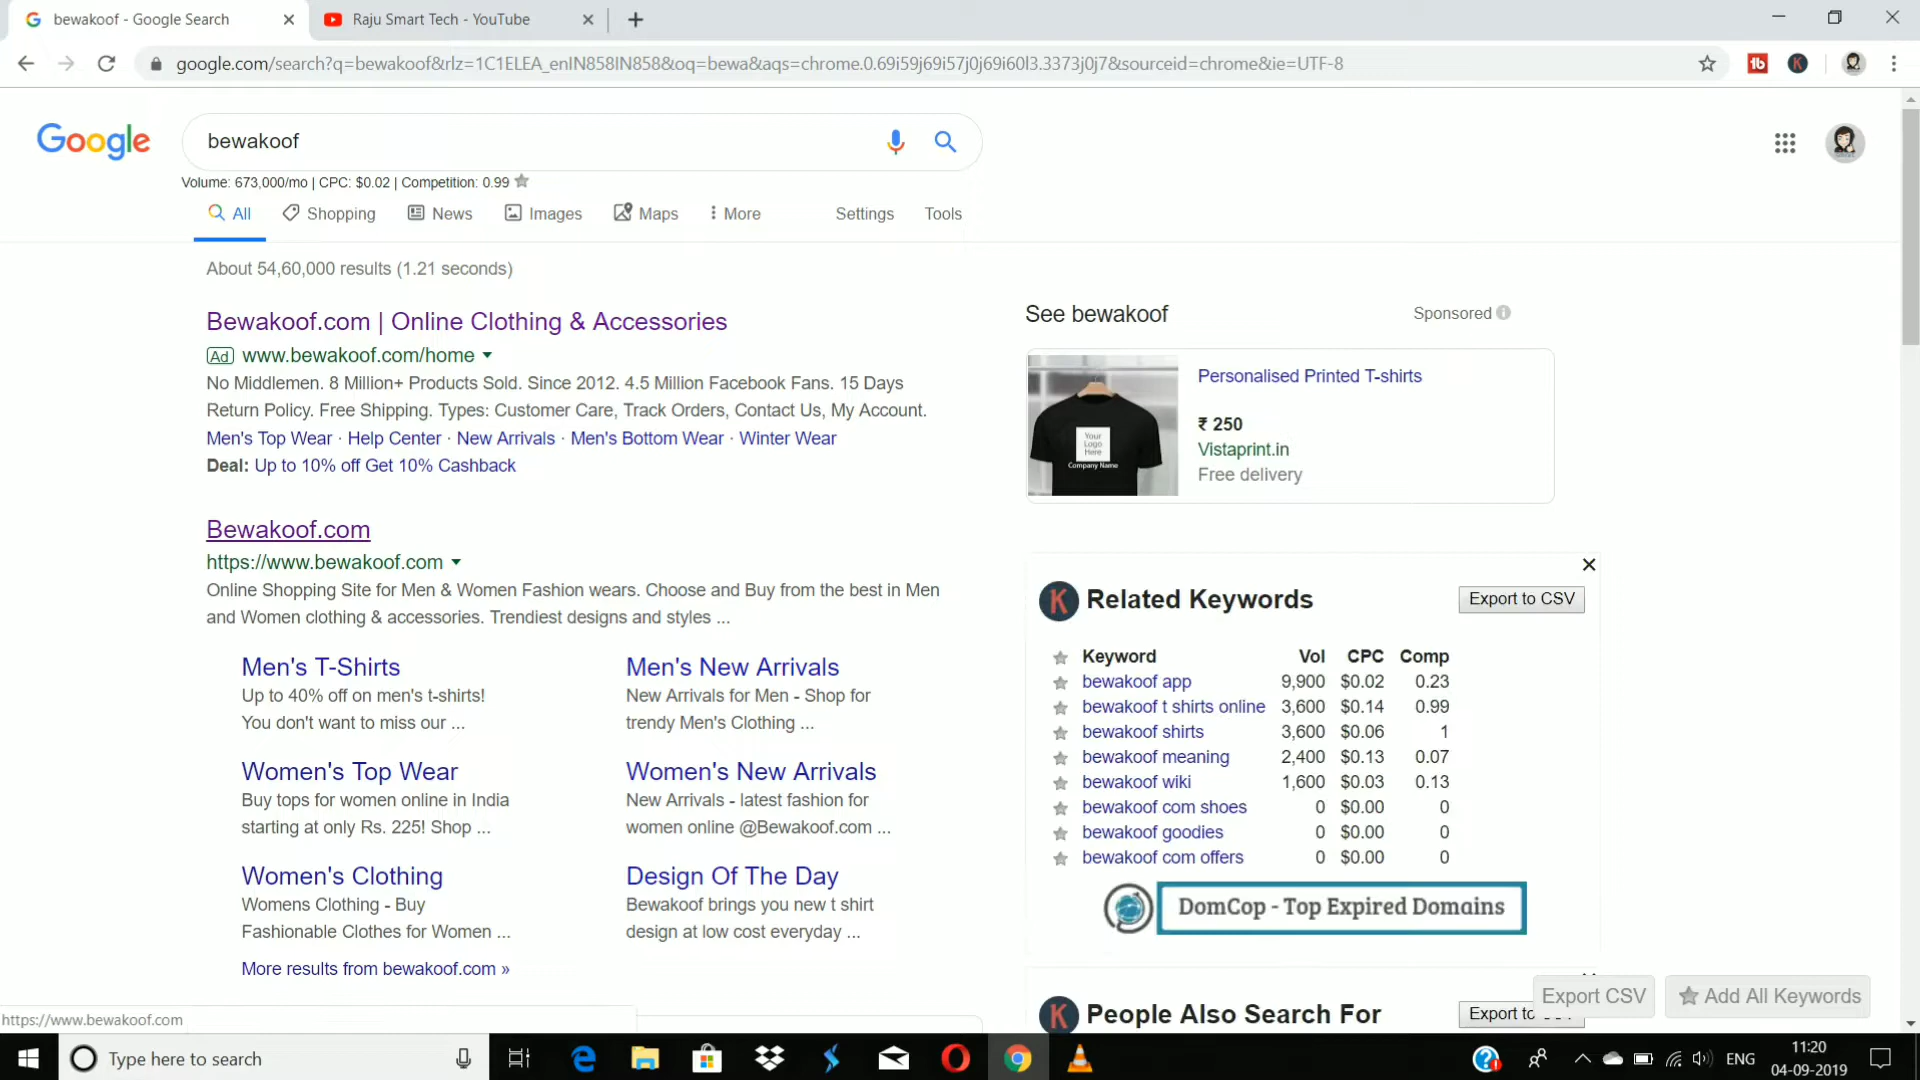 bewakoof - Google Search
Raju Smart Tech - YouTube
google.com/search?q=bewakoof&rlz=1C1ELEA_enIN858IN858&oq=bewa&aqs=chrome.0.69i59j69i57j0j69i60l3.3373j0j7&sourceid=chrome&ie=UTF-8
Google
bewakoof
Volume: 673,000/mo | CPC: $0.02 | Competition: 0.99
All
Shopping
News
Images
Maps
More
Settings
Tools
About 54,60,000 results (1.21 seconds)
Bewakoof.com | Online Clothing & Accessories
Ad www.bewakoof.com/home
No Middlemen. 8 Million+ Products Sold. Since 2012. 4.5 Million Facebook Fans. 15 Days
Return Policy. Free Shipping. Types: Customer Care, Track Orders, Contact Us, My Account.
Men's Top Wear · Help Center · New Arrivals · Men's Bottom Wear · Winter Wear
Deal: Up to 10% off Get 10% Cashback
Bewakoof.com
https://www.bewakoof.com
Online Shopping Site for Men & Women Fashion wears. Choose and Buy from the best in Men
and Women clothing & accessories. Trendiest designs and styles ...
Men's T-Shirts
Up to 40% off on men's t-shirts!
You don't want to miss our ...
Men's New Arrivals
New Arrivals for Men - Shop for
trendy Men's Clothing ...
Women's Top Wear
Buy tops for women online in India
starting at only Rs. 225! Shop ...
Women's New Arrivals
New Arrivals - latest fashion for
women online @Bewakoof.com ...
Women's Clothing
Womens Clothing - Buy
Fashionable Clothes for Women ...
Design Of The Day
Bewakoof brings you new t shirt
design at low cost everyday ...
More results from bewakoof.com »
See bewakoof
Sponsored
Your
Logo
Here
Company Name
Personalised Printed T-shirts
₹ 250
Vistaprint.in
Free delivery
K
Related Keywords
Export to CSV
Keyword Vol CPC Comp
bewakoof app 9,900 $0.02 0.23
bewakoof t shirts online 3,600 $0.14 0.99
bewakoof shirts 3,600 $0.06 1
bewakoof meaning 2,400 $0.13 0.07
bewakoof wiki 1,600 $0.03 0.13
bewakoof com shoes 0 $0.00 0
bewakoof goodies 0 $0.00 0
bewakoof com offers 0 $0.00 0
DomCop - Top Expired Domains
K
People Also Search For
Export to
Export CSV
Add All Keywords
https://www.bewakoof.com
Type here to search
ENG
11:20
04-09-2019